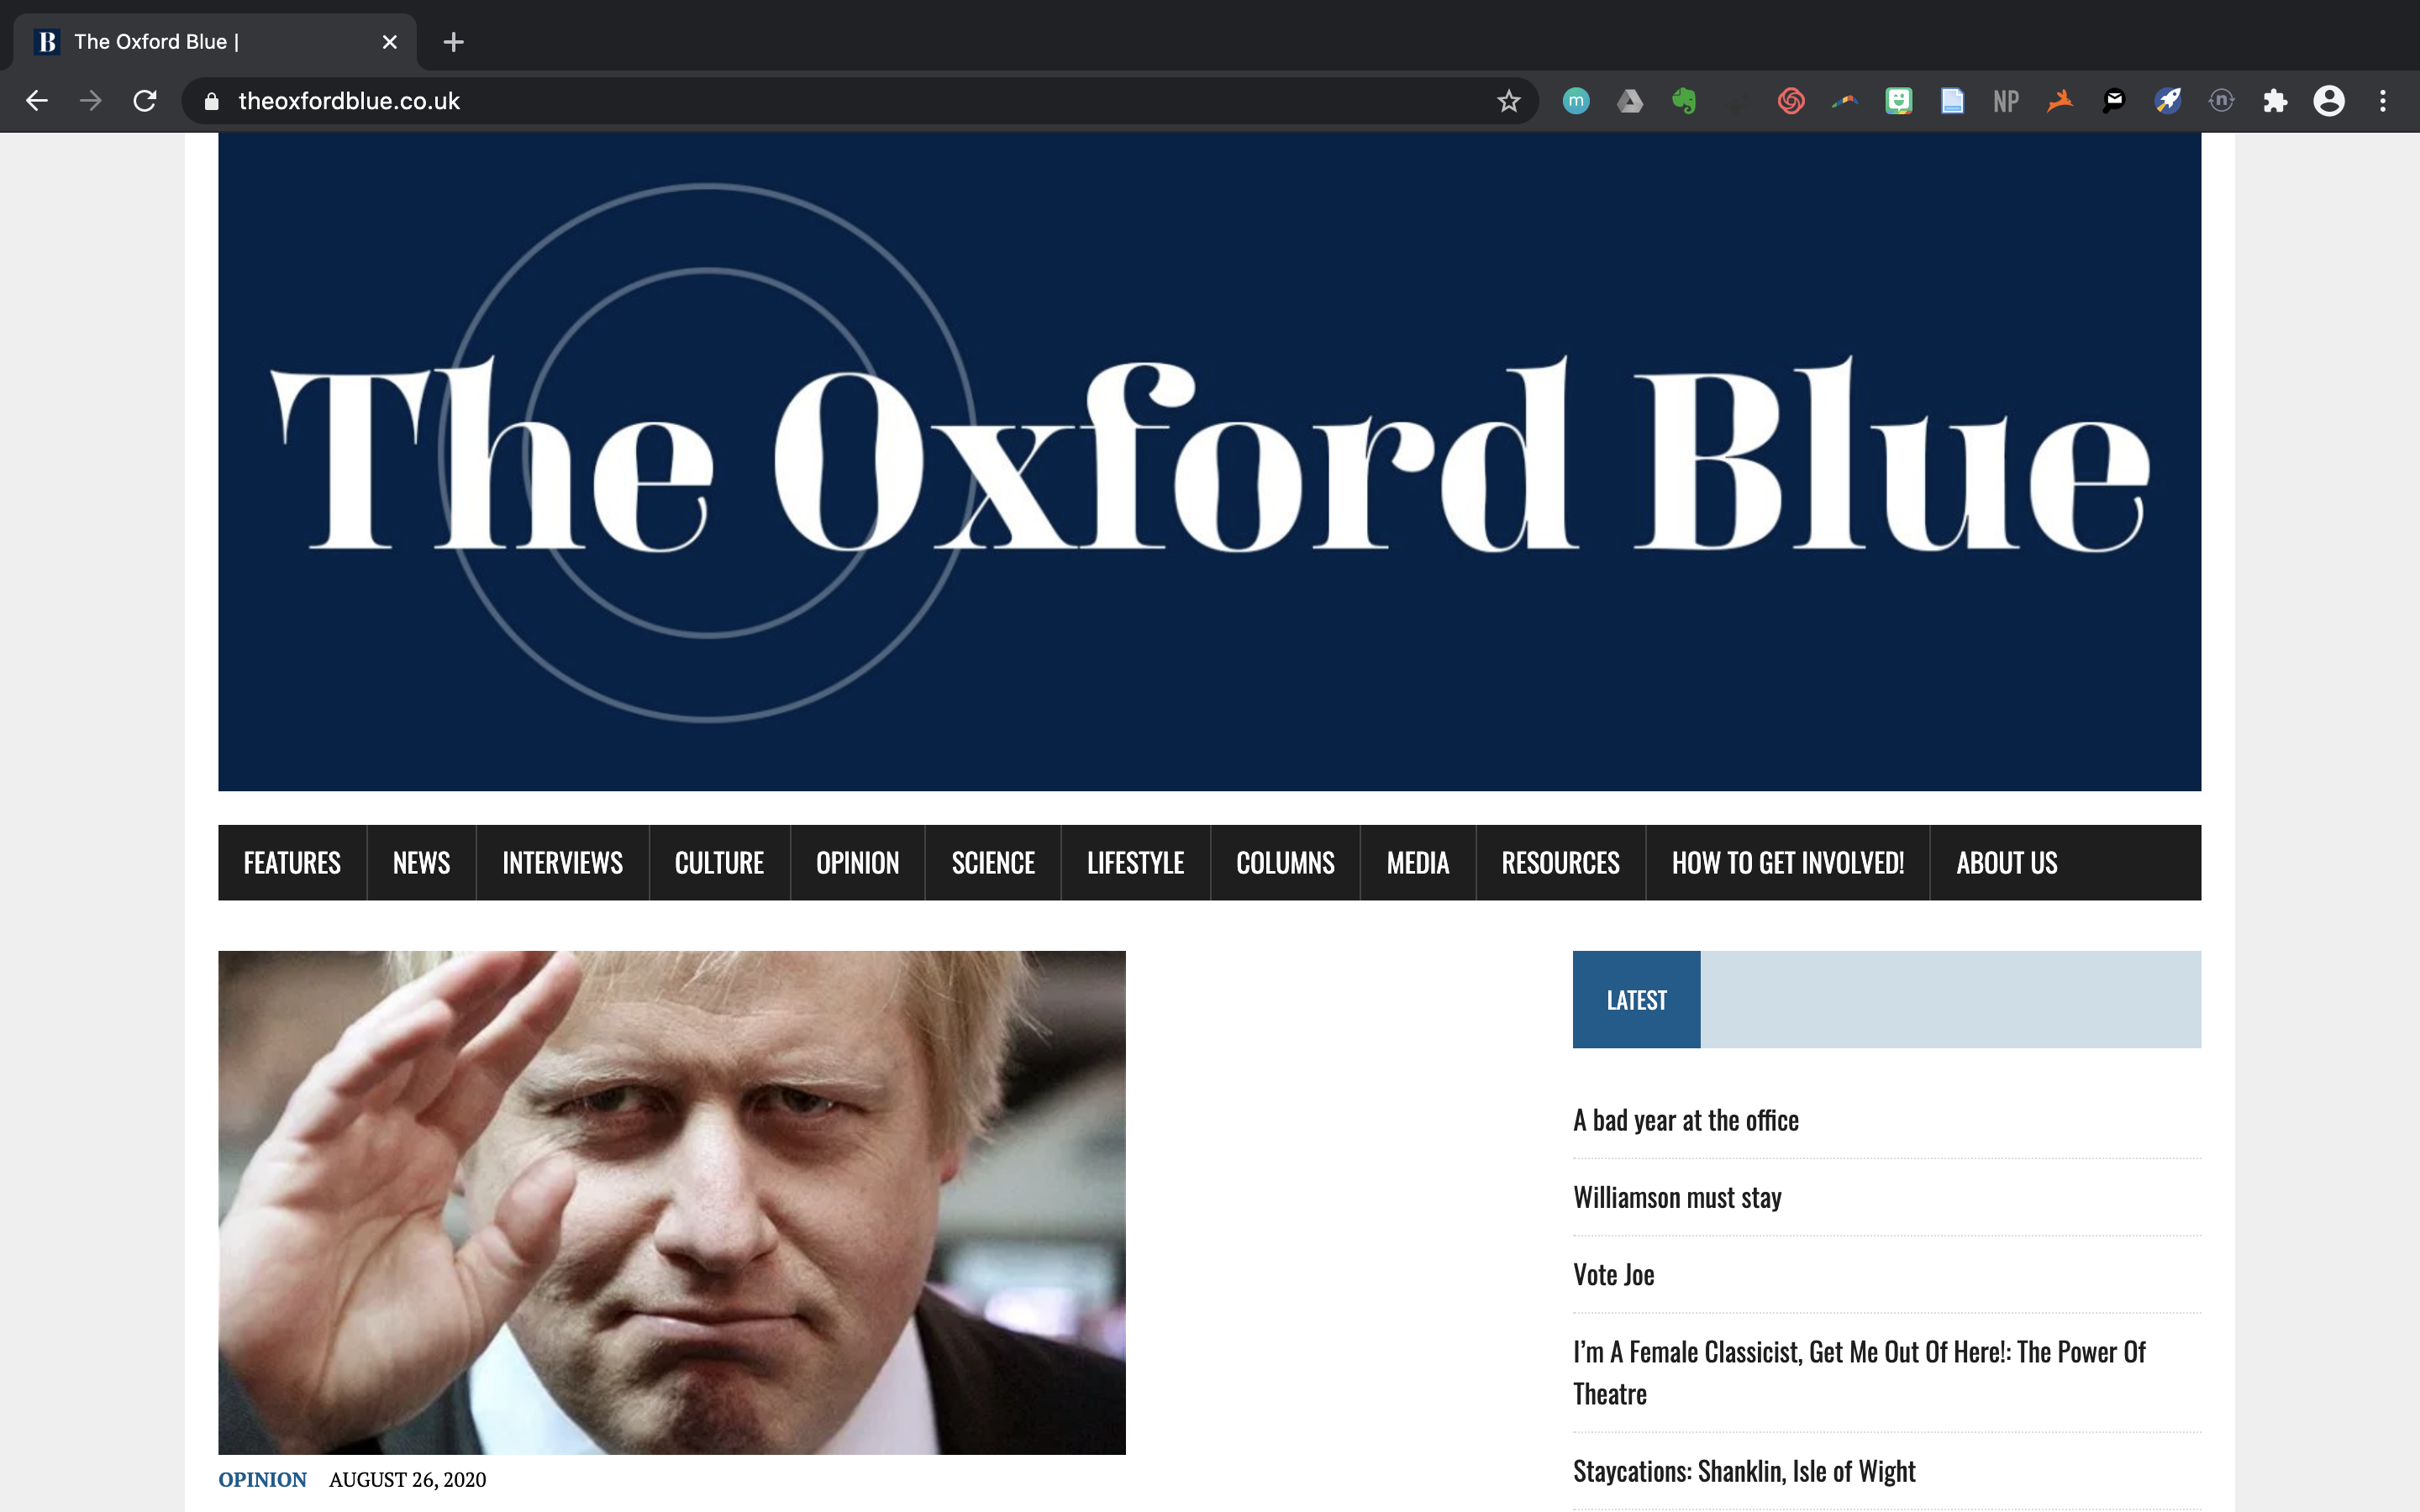 The Oxford Blue |
theoxfordblue.co.uk
The Oxford Blue
FEATURES
NEWS
INTERVIEWS
CULTURE
OPINION
SCIENCE
LIFESTYLE
COLUMNS
MEDIA
RESOURCES
HOW TO GET INVOLVED!
ABOUT US
OPINION AUGUST 26, 2020
LATEST
A bad year at the office
Williamson must stay
Vote Joe
I’m A Female Classicist, Get Me Out Of Here!: The Power Of
Theatre
Staycations: Shanklin, Isle of Wight
B
m
NP
n